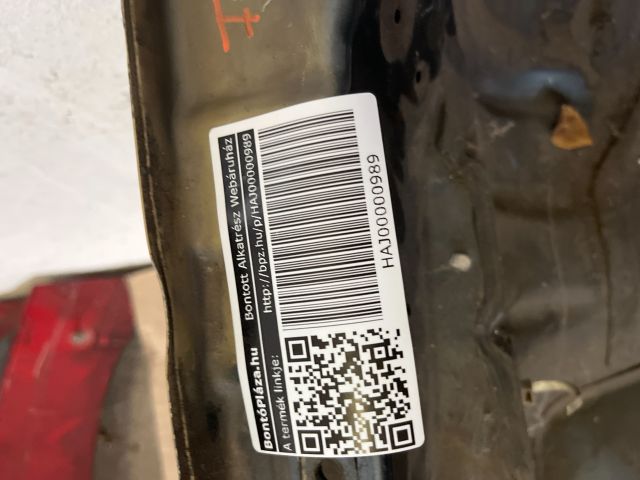 BontóPláza.hu Bontott Alkatrész Webáruház
A termék linkje: http://bpz.hu/p/HAJ00000989
HAJ00000989